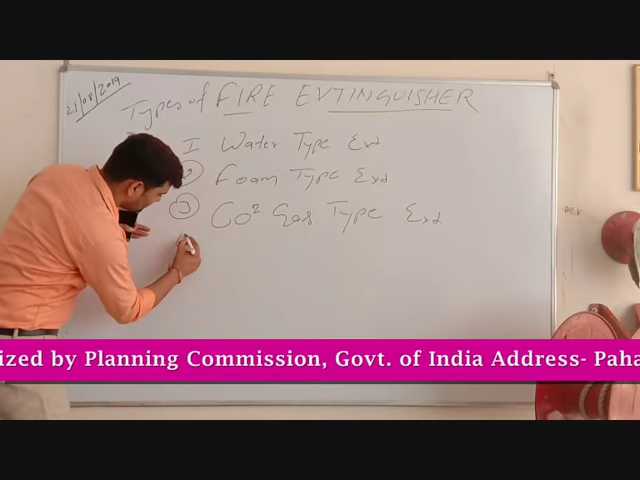 21/08/2019
Types of FIRE EXTINGUISHER
I Water Type Ext
2 Foam Type Ext
3 Co² Gas Type Ext
ized by Planning Commission, Govt. of India Address- Paha